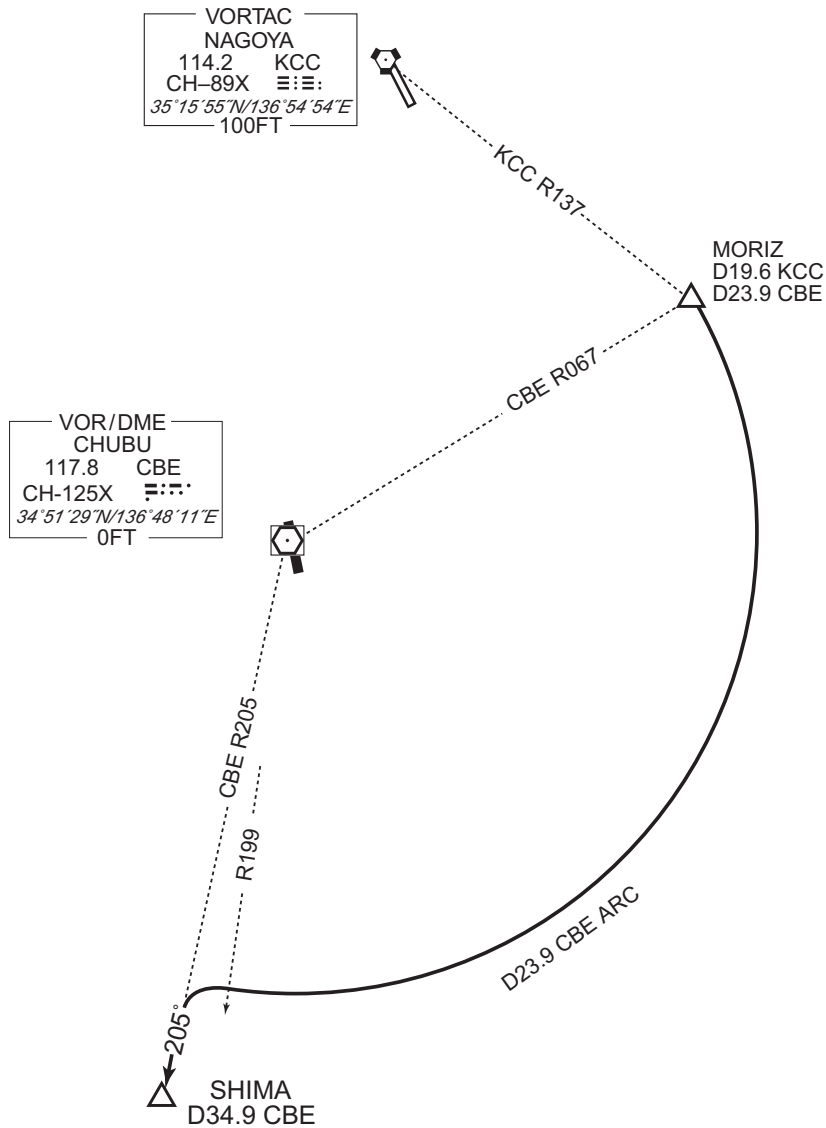 VORTAC
NAGOYA
114.2 KCC
CH–89X
35°15´55˝N/136°54´54˝E
100FT
KCC R137
MORIZ
D19.6 KCC
D23.9 CBE
CBE R067
VOR/DME
CHUBU
117.8 CBE
CH-125X
34°51´29˝N/136°48´11˝E
0FT
CBE R205
R199
D23.9 CBE ARC
205°
SHIMA
D34.9 CBE